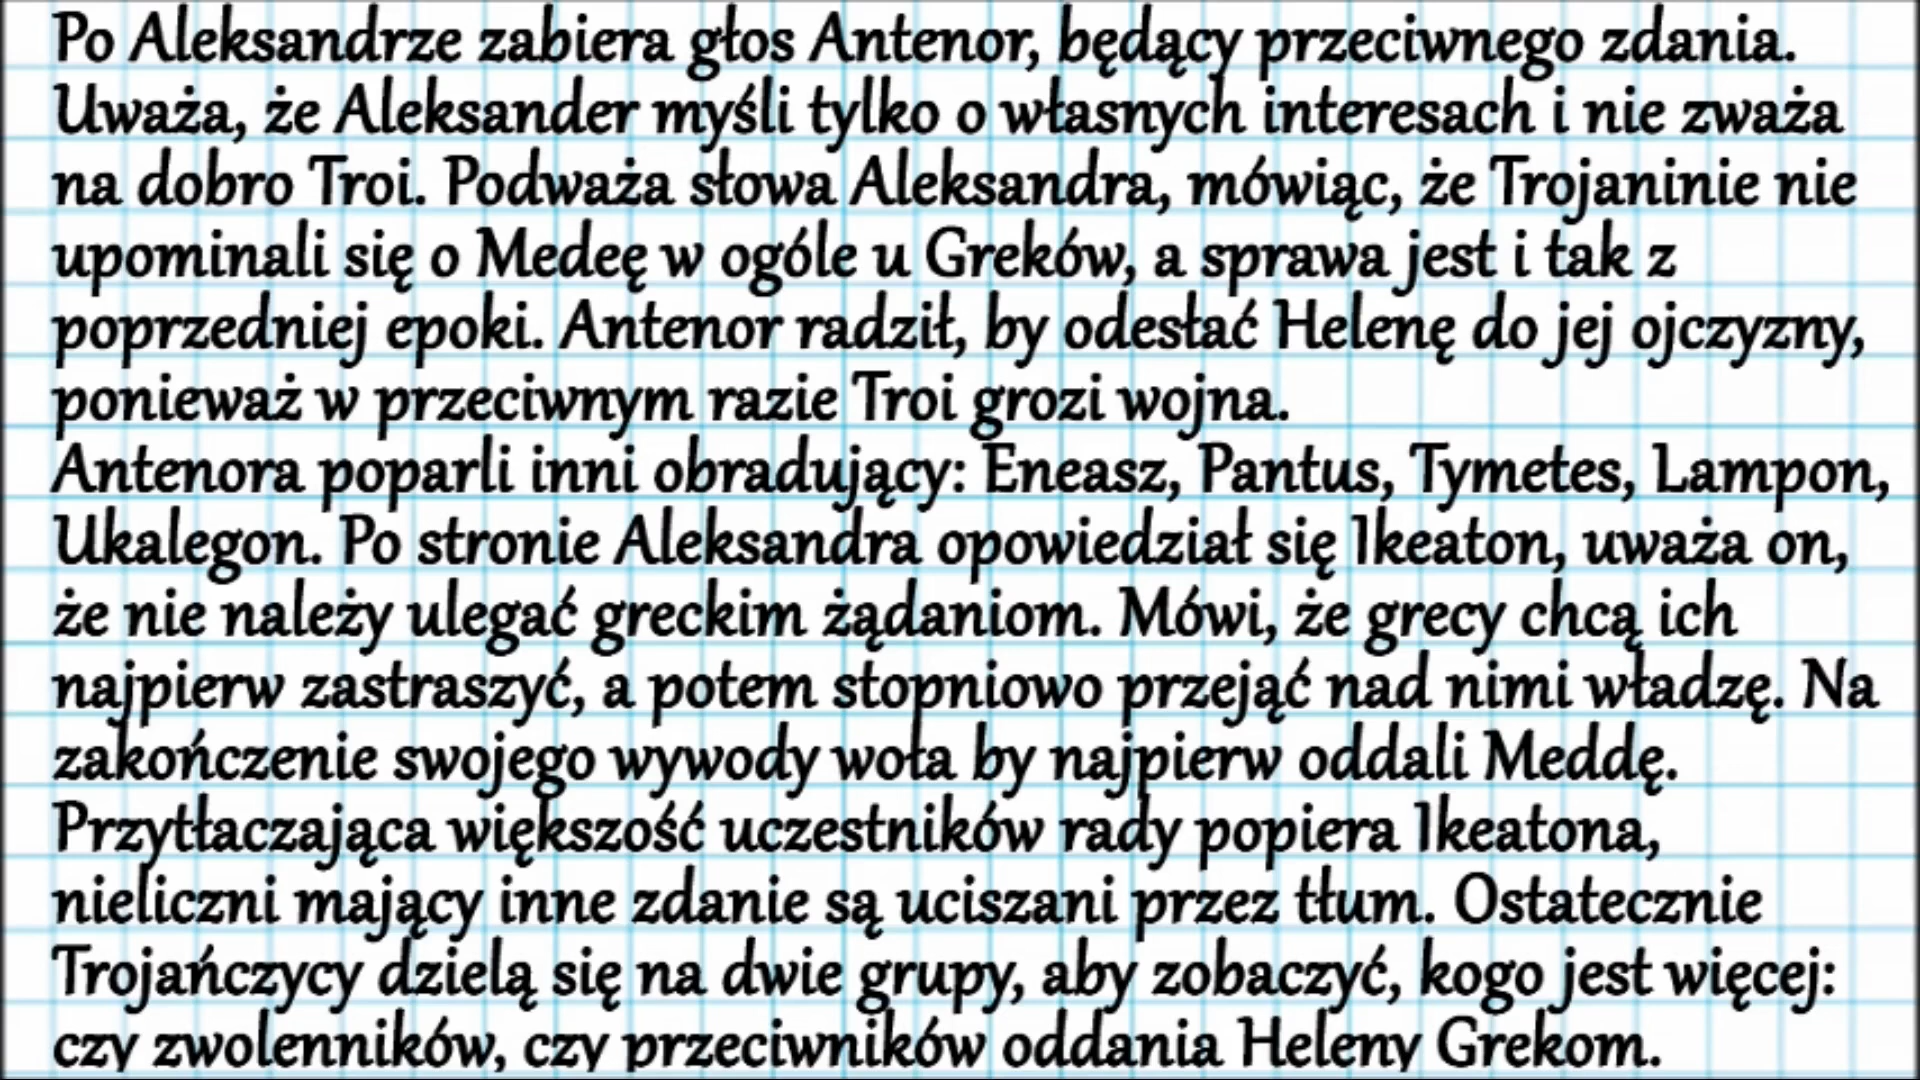 Po Aleksandrze zabiera głos Antenor, będący przeciwnego zdania.
Uważa, że Aleksander myśli tylko o własnych interesach i nie zważa
na dobro Troi. Podważa słowa Aleksandra, mówiąc, że Trojaninie nie
upominali się o Medeę w ogóle u Greków, a sprawa jest i tak z
poprzedniej epoki. Antenor radził, by odesłać Helenę do jej ojczyzny,
ponieważ w przeciwnym razie Troi grozi wojna.
Antenora poparli inni obradujący: Eneasz, Pantus, Tymetes, Lampon,
Ukalegon. Po stronie Aleksandra opowiedział się Ikeaton, uważa on,
że nie należy ulegać greckim żądaniom. Mówi, że grecy chcą ich
najpierw zastraszyć, a potem stopniowo przejąć nad nimi władzę. Na
zakończenie swojego wywody woła by najpierw oddali Meddę.
Przytłaczająca większość uczestników rady popiera Ikeatona,
nieliczni mający inne zdanie są uciszani przez tłum. Ostatecznie
Trojańczycy dzielą się na dwie grupy, aby zobaczyć, kogo jest więcej:
czy zwolenników, czy przeciwników oddania Heleny Grekom.